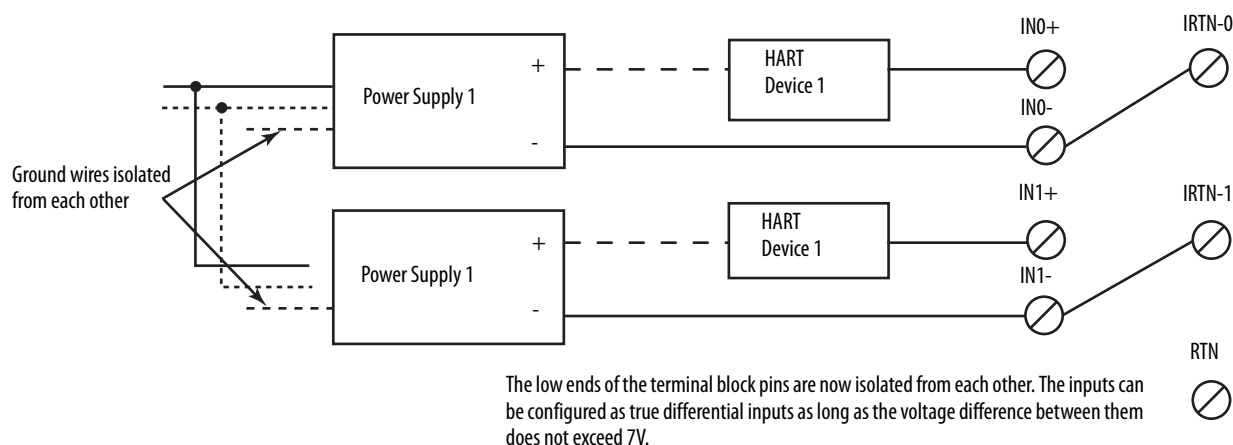 IN0+
IRTN-0
HART
Device 1
+
Power Supply 1
IN0-
-
Ground wires isolated
from each other
IN1+
IRTN-1
HART
Device 1
+
Power Supply 1
IN1-
-
RTN
The low ends of the terminal block pins are now isolated from each other. The inputs can
be configured as true differential inputs as long as the voltage difference between them
does not exceed 7V.